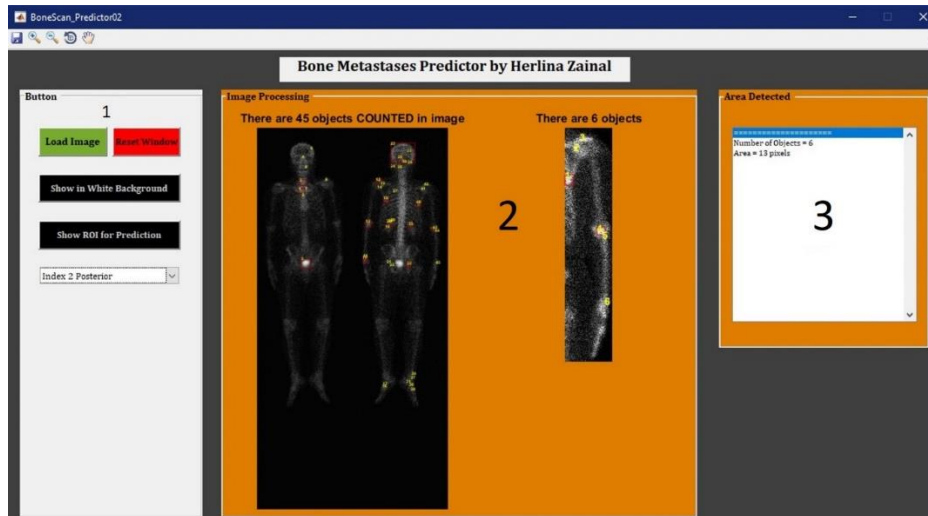 BoneScan_Predictor02
Bone Metastases Predictor by Herlina Zainal
Button
1
Load Image
Reset Window
Show in White Background
Show ROI for Prediction
Index 2 Posterior
Image Processing
There are 45 objects COUNTED in image
There are 6 objects
2
Area Detected
=====================
Number of Objects = 6
Area = 13 pixels
3